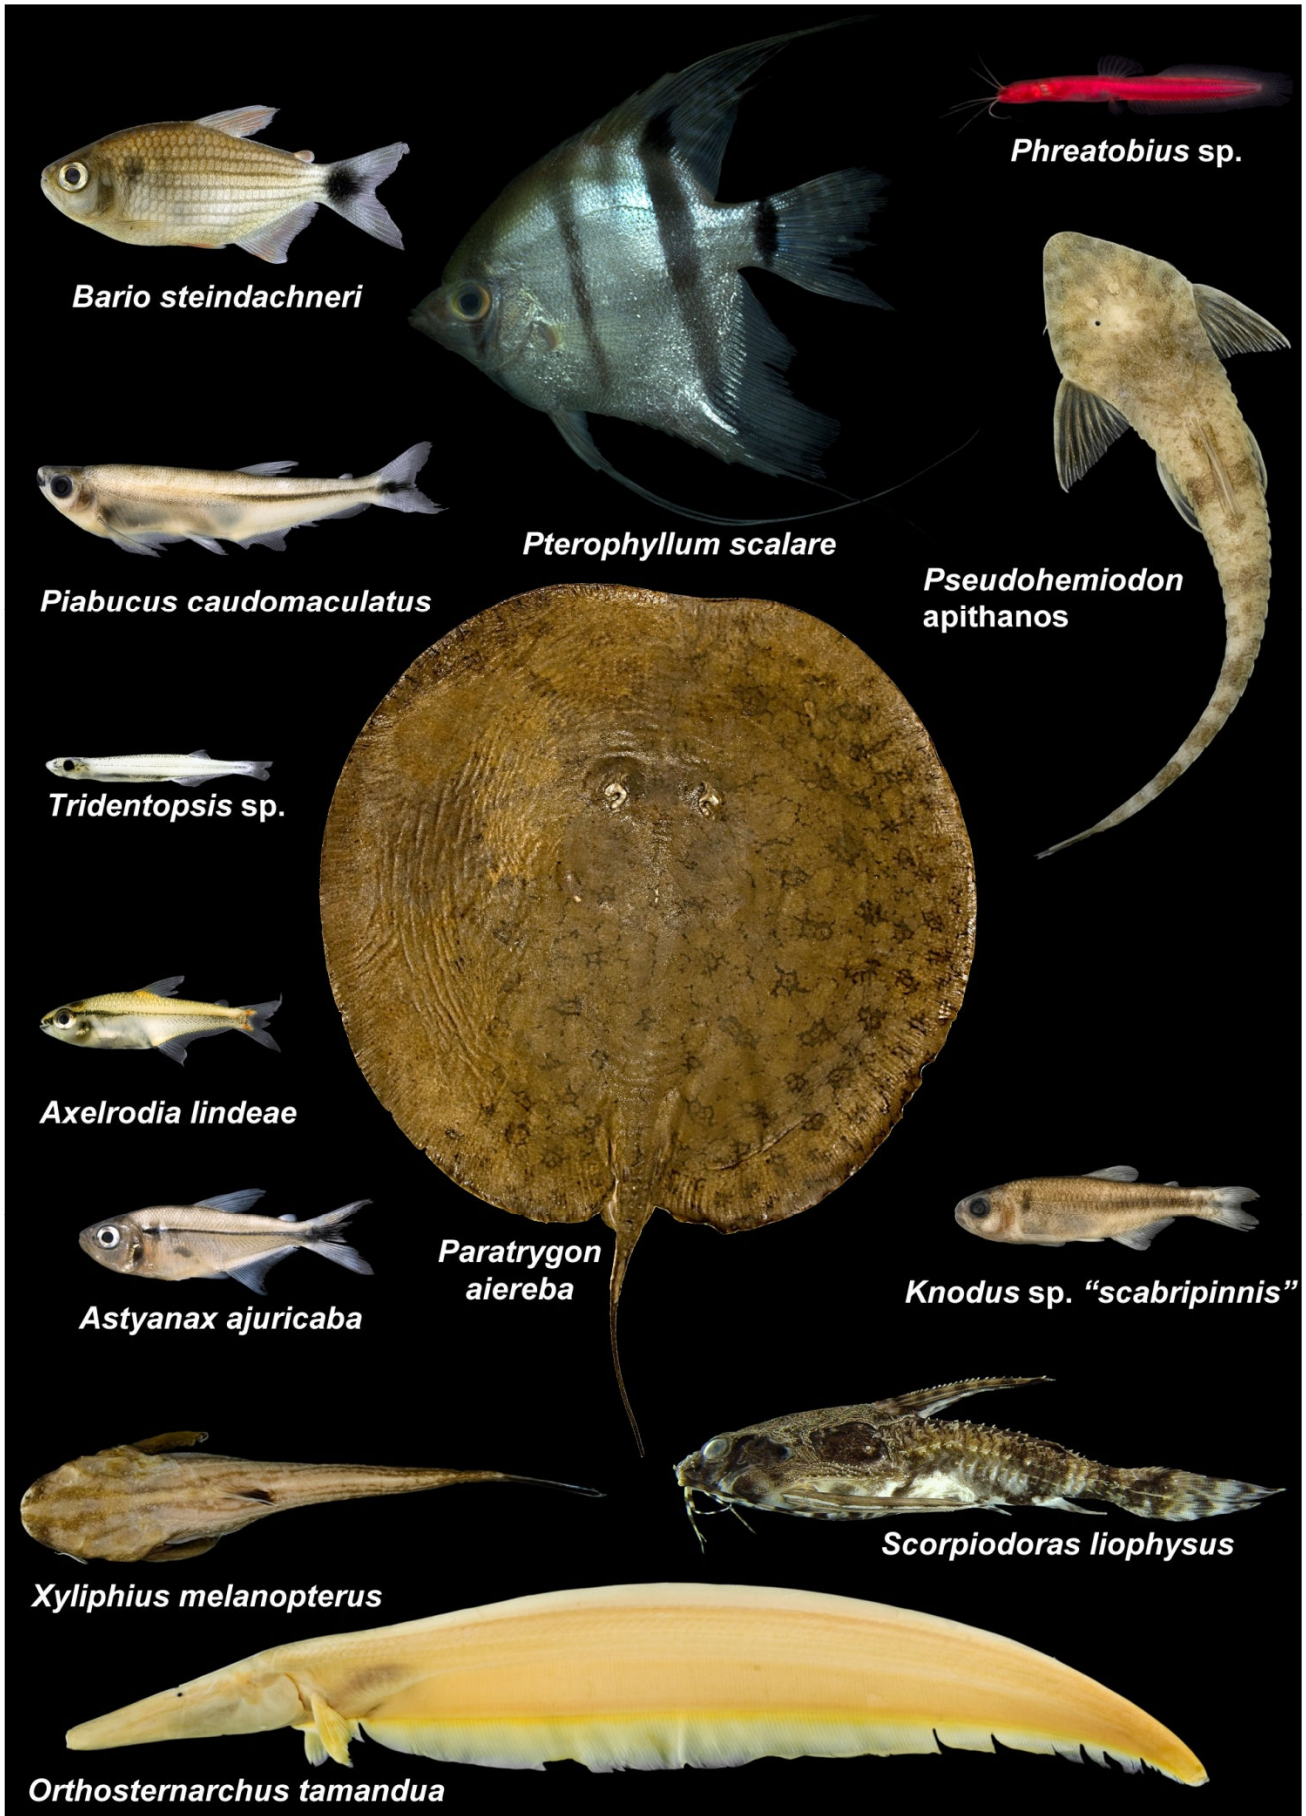 Phreatobius sp.
Bario steindachneri
Pterophyllum scalare
Pseudohemiodon
apithanos
Piabucus caudomaculatus
Tridentopsis sp.
Axelrodia lindeae
Paratrygon
aiereba
Knodus sp. “scabripinnis”
Astyanax ajuricaba
Scorpiodoras liophysus
Xyliphius melanopterus
Orthosternarchus tamandua